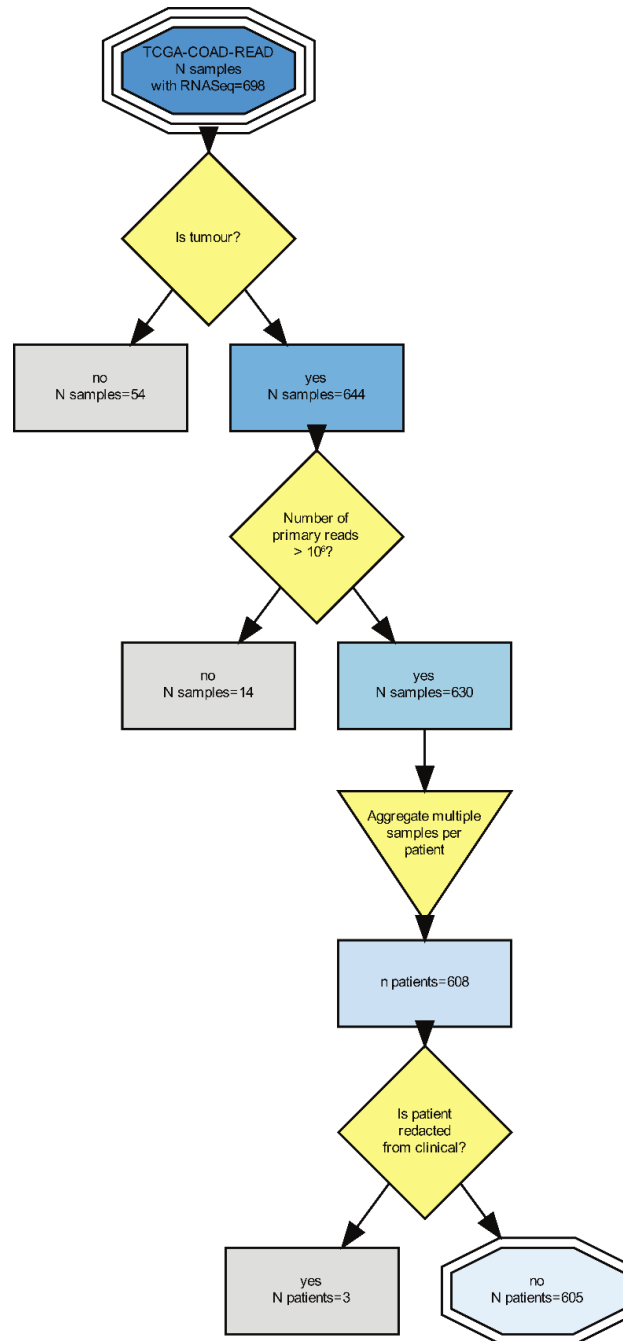 TCGA-COAD-READ
N samples
with RNASeq=698
Is tumour?
no
N samples=54
yes
N samples=644
Number of
primary reads
> 10⁶?
no
N samples=14
yes
N samples=630
Aggregate multiple
samples per
patient
n patients=608
Is patient
redacted
from clinical?
yes
N patients=3
no
N patients=605